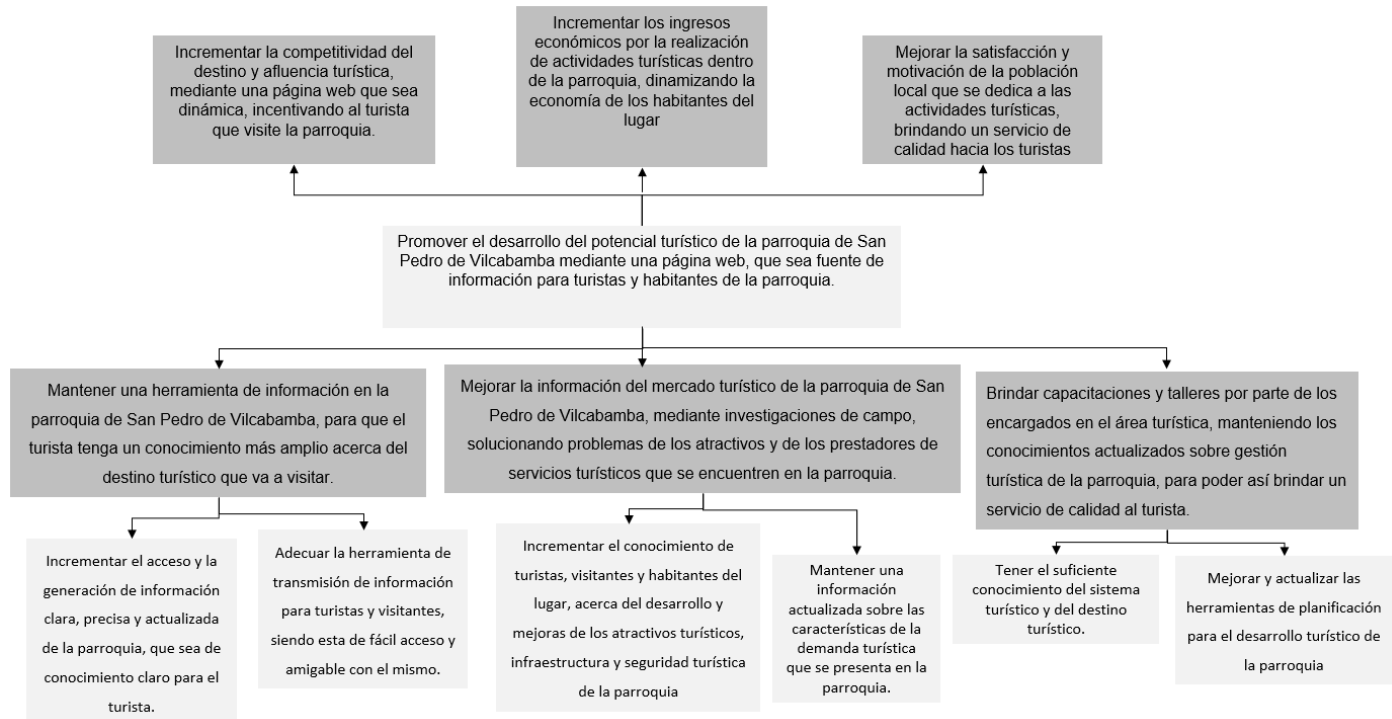 Incrementar la competitividad del
destino y afluencia turística,
mediante una página web que sea
dinámica, incentivando al turista
que visite la parroquia.
Incrementar los ingresos
económicos por la realización
de actividades turísticas dentro
de la parroquia, dinamizando la
economía de los habitantes del
lugar
Mejorar la satisfacción y
motivación de la población
local que se dedica a las
actividades turísticas,
brindando un servicio de
calidad hacia los turistas
Promover el desarrollo del potencial turístico de la parroquia de San
Pedro de Vilcabamba mediante una página web, que sea fuente de
información para turistas y habitantes de la parroquia.
Mantener una herramienta de información en la
parroquia de San Pedro de Vilcabamba, para que el
turista tenga un conocimiento más amplio acerca del
destino turístico que va a visitar.
Mejorar la información del mercado turístico de la parroquia de San
Pedro de Vilcabamba, mediante investigaciones de campo,
solucionando problemas de los atractivos y de los prestadores de
servicios turísticos que se encuentren en la parroquia.
Brindar capacitaciones y talleres por parte de los
encargados en el área turística, manteniendo los
conocimientos actualizados sobre gestión
turística de la parroquia, para poder así brindar un
servicio de calidad al turista.
Incrementar el acceso y la
generación de información
clara, precisa y actualizada
de la parroquia, que sea de
conocimiento claro para el
turista.
Adecuar la herramienta de
transmisión de información
para turistas y visitantes,
siendo esta de fácil acceso y
amigable con el mismo.
Incrementar el conocimiento de
turistas, visitantes y habitantes del
lugar, acerca del desarrollo y
mejoras de los atractivos turísticos,
infraestructura y seguridad turística
de la parroquia
Mantener una
información
actualizada sobre las
características de la
demanda turística
que se presenta en la
parroquia.
Tener el suficiente
conocimiento del sistema
turístico y del destino
turístico.
Mejorar y actualizar las
herramientas de planificación
para el desarrollo turístico de
la parroquia